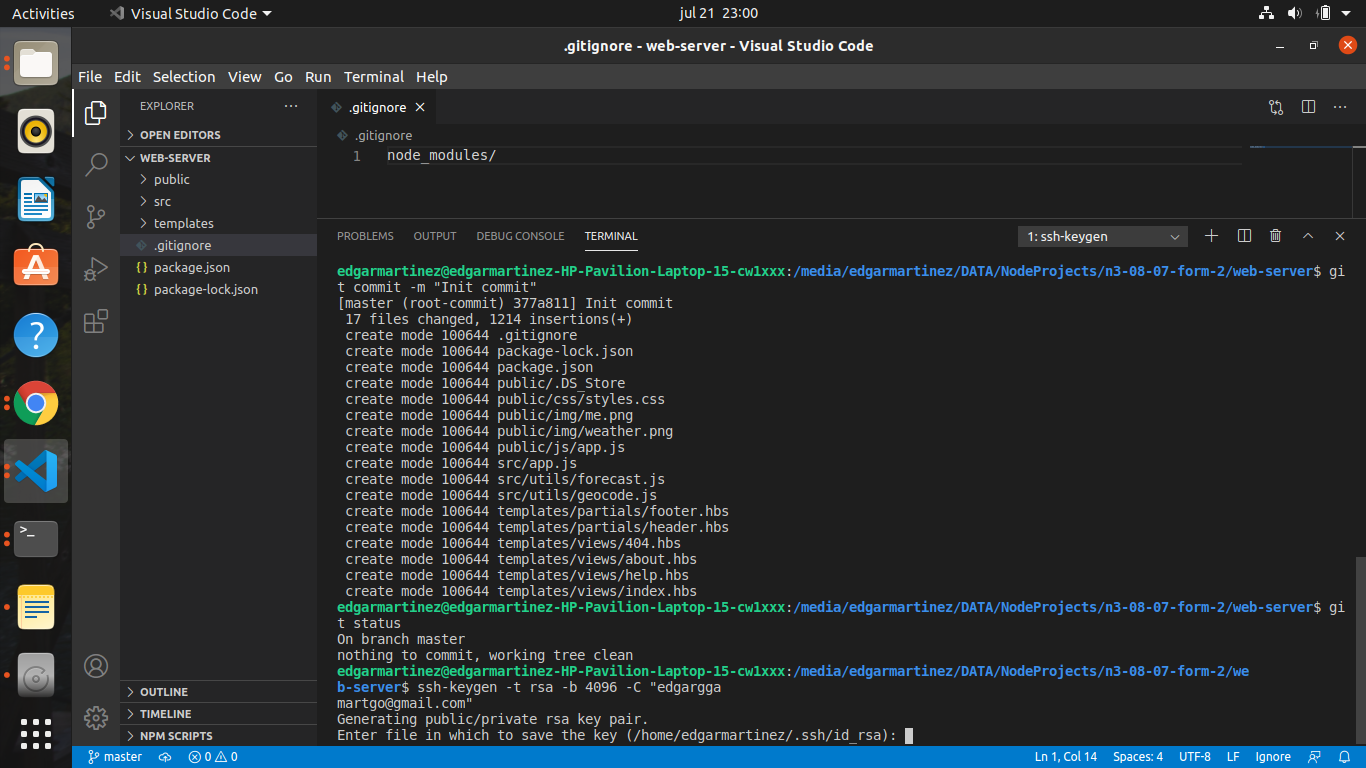 Activities
Visual Studio Code
jul 21 23:00
.gitignore - web-server - Visual Studio Code
File Edit Selection View Go Run Terminal Help
EXPLORER
OPEN EDITORS
WEB-SERVER
public
src
templates
.gitignore
package.json
package-lock.json
OUTLINE
TIMELINE
NPM SCRIPTS
.gitignore
.gitignore
1 node_modules/
PROBLEMS OUTPUT DEBUG CONSOLE TERMINAL
1: ssh-keygen
edgarmartinez@edgarmartinez-HP-Pavilion-Laptop-15-cw1xxx:/media/edgarmartinez/DATA/NodeProjects/n3-08-07-form-2/web-server$ gi
t commit -m "Init commit"
[master (root-commit) 377a811] Init commit
17 files changed, 1214 insertions(+)
create mode 100644 .gitignore
create mode 100644 package-lock.json
create mode 100644 package.json
create mode 100644 public/.DS_Store
create mode 100644 public/css/styles.css
create mode 100644 public/img/me.png
create mode 100644 public/img/weather.png
create mode 100644 public/js/app.js
create mode 100644 src/app.js
create mode 100644 src/utils/forecast.js
create mode 100644 src/utils/geocode.js
create mode 100644 templates/partials/footer.hbs
create mode 100644 templates/partials/header.hbs
create mode 100644 templates/views/404.hbs
create mode 100644 templates/views/about.hbs
create mode 100644 templates/views/help.hbs
create mode 100644 templates/views/index.hbs
edgarmartinez@edgarmartinez-HP-Pavilion-Laptop-15-cw1xxx:/media/edgarmartinez/DATA/NodeProjects/n3-08-07-form-2/web-server$ gi
t status
On branch master
nothing to commit, working tree clean
edgarmartinez@edgarmartinez-HP-Pavilion-Laptop-15-cw1xxx:/media/edgarmartinez/DATA/NodeProjects/n3-08-07-form-2/we
b-server$ ssh-keygen -t rsa -b 4096 -C "edgargga
martgo@gmail.com"
Generating public/private rsa key pair.
Enter file in which to save the key (/home/edgarmartinez/.ssh/id_rsa):
master
0 0
Ln 1, Col 14
Spaces: 4
UTF-8
LF
Ignore